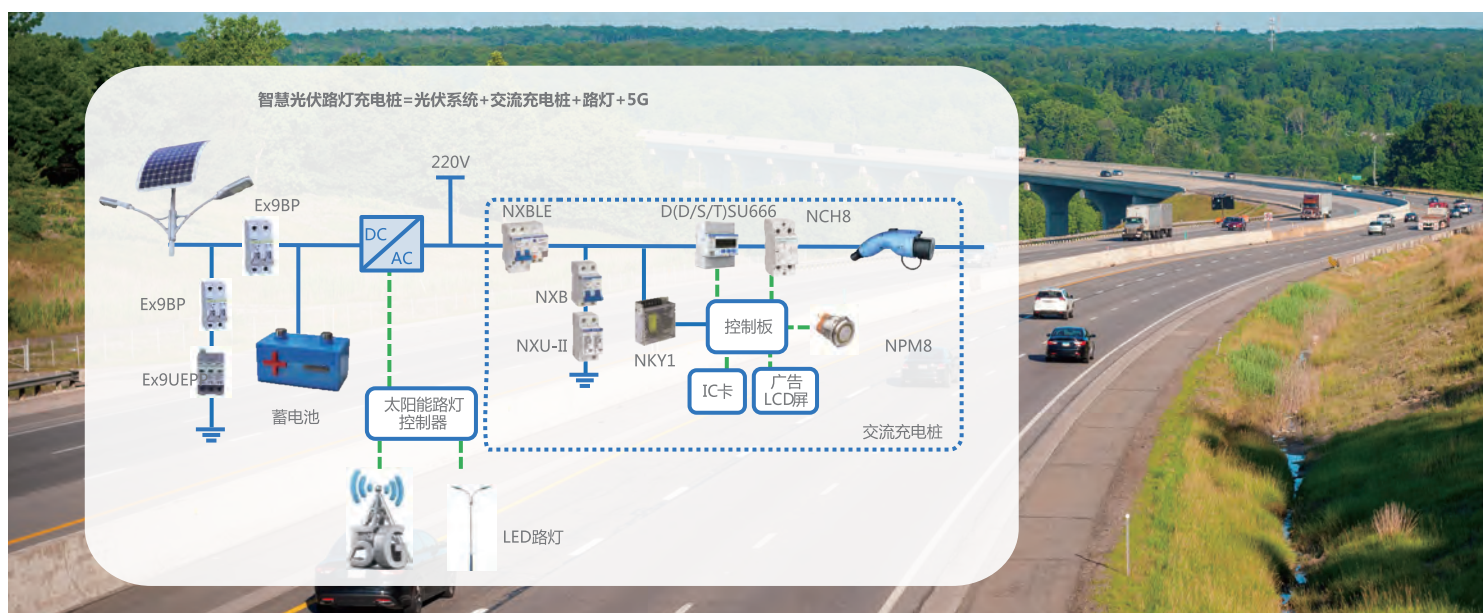 智慧光伏路灯充电桩=光伏系统+交流充电桩+路灯+5G
220V
Ex9BP
NXBLE
D(D/S/T)SU666
NCH8
DC
AC
Ex9BP
NXB
控制板
NXU-II
NKY1
NPM8
Ex9UEP
IC卡
广告
LCD屏
太阳能路灯
控制器
蓄电池
交流充电桩
LED路灯